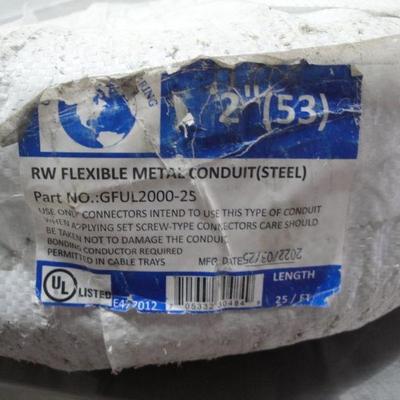 2" (53)
RW FLEXIBLE METAL CONDUIT(STEEL)
Part NO.:GFUL2000-25
USE ONLY CONNECTORS INTEND TO USE THIS TYPE OF CONDUIT
WHEN APPLYING SET SCREW-TYPE CONNECTORS CARE SHOULD
BE TAKEN NOT TO DAMAGE THE CONDUIT
BONDING CONDUCTOR REQUIRED
PERMITTED IN CABLE TRAYS
MFG DATE
2022/03/25
UL LISTED
LENGTH
25 / FT